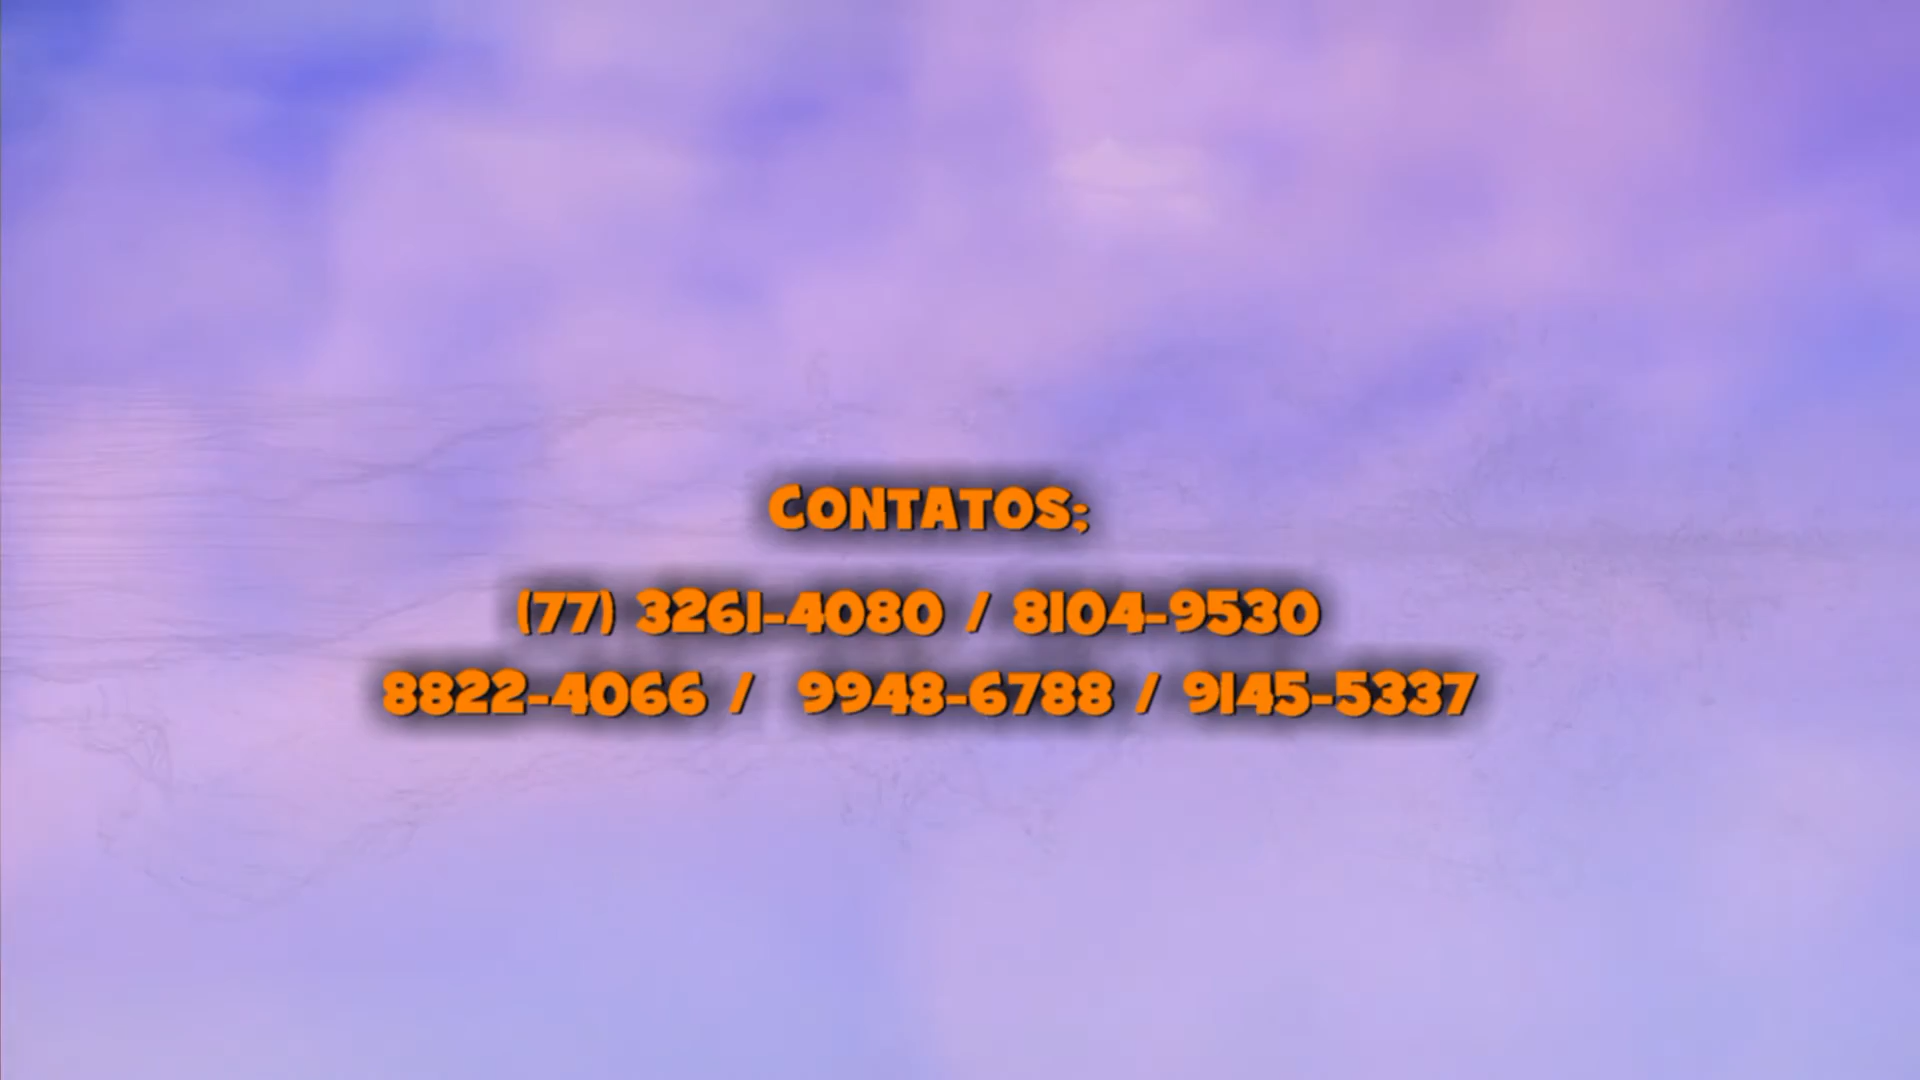 CONTATOS;
(77) 3261-4080 / 8104-9530
8822-4066 / 9948-6788 / 9145-5337